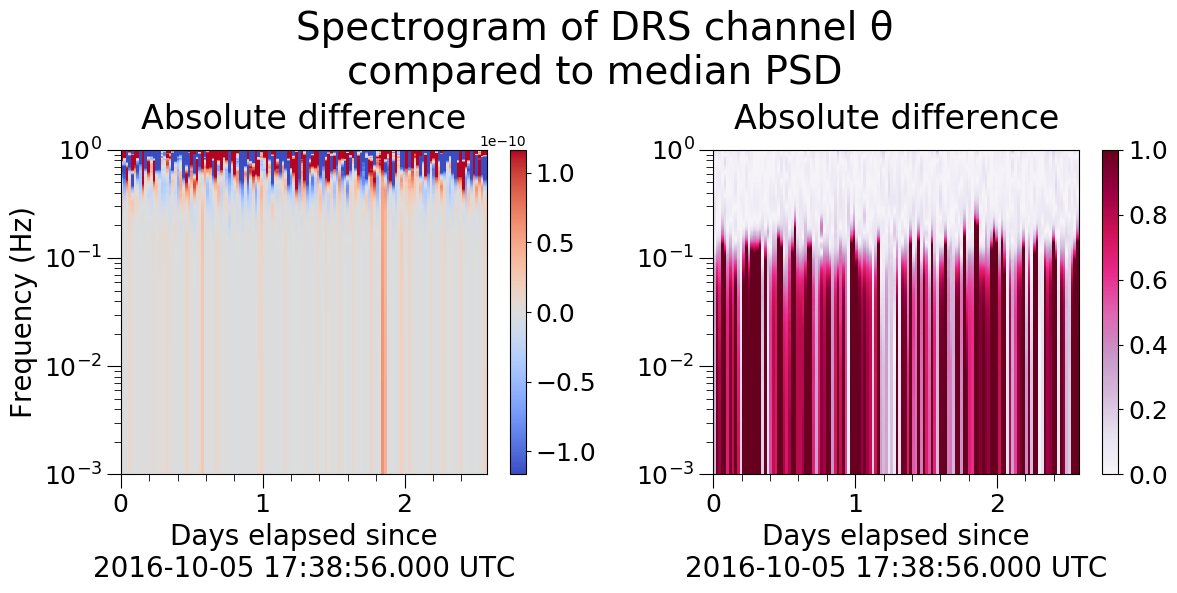 Spectrogram of DRS channel θ
compared to median PSD
Absolute difference
1e−10
10⁰
10⁻¹
10⁻²
10⁻³
Frequency (Hz)
0
1
2
Days elapsed since
2016-10-05 17:38:56.000 UTC
1.0
0.5
0.0
−0.5
−1.0
Absolute difference
10⁰
10⁻¹
10⁻²
10⁻³
0
1
2
Days elapsed since
2016-10-05 17:38:56.000 UTC
1.0
0.8
0.6
0.4
0.2
0.0